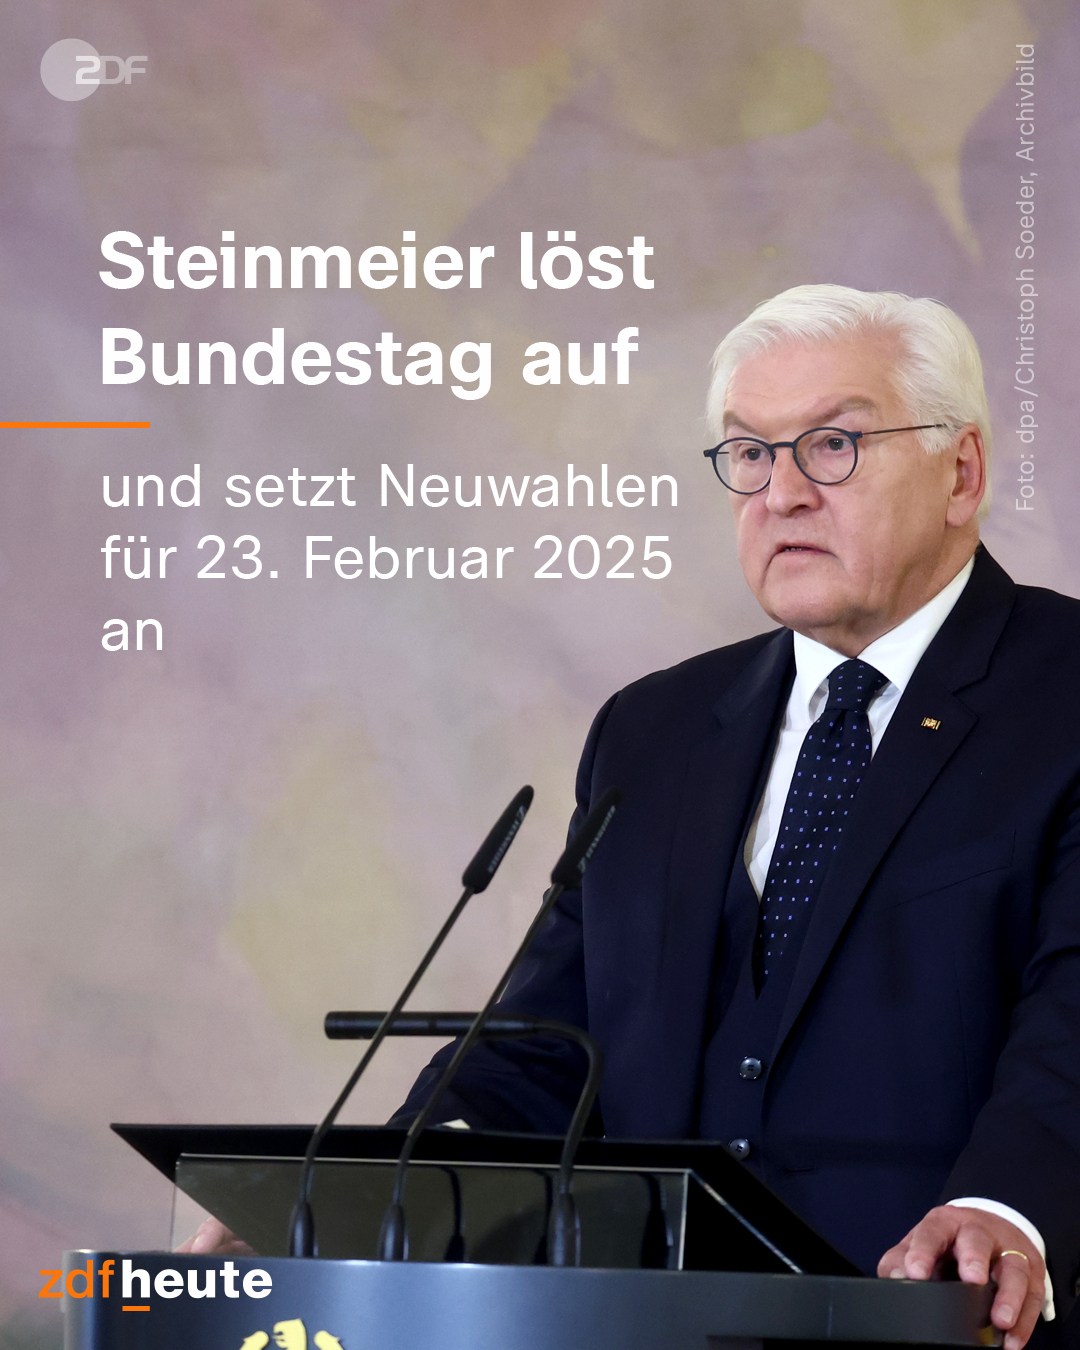 ZDF
Foto: dpa/Christoph Soeder, Archivbild
Steinmeier löst
Bundestag auf
und setzt Neuwahlen
für 23. Februar 2025
an
zdfheute